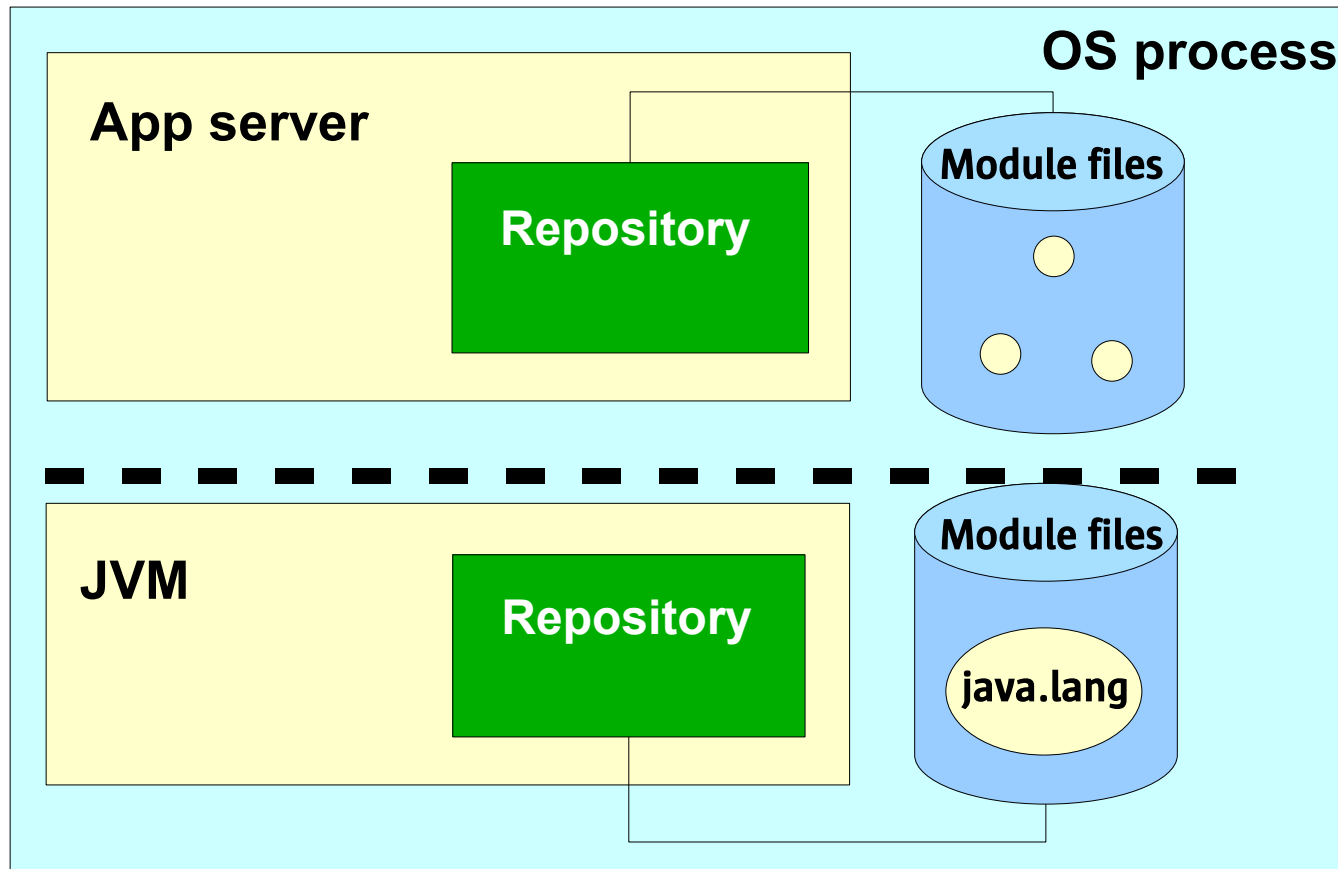 OS process
App server
Module files
Repository
Module files
JVM
Repository
java.lang